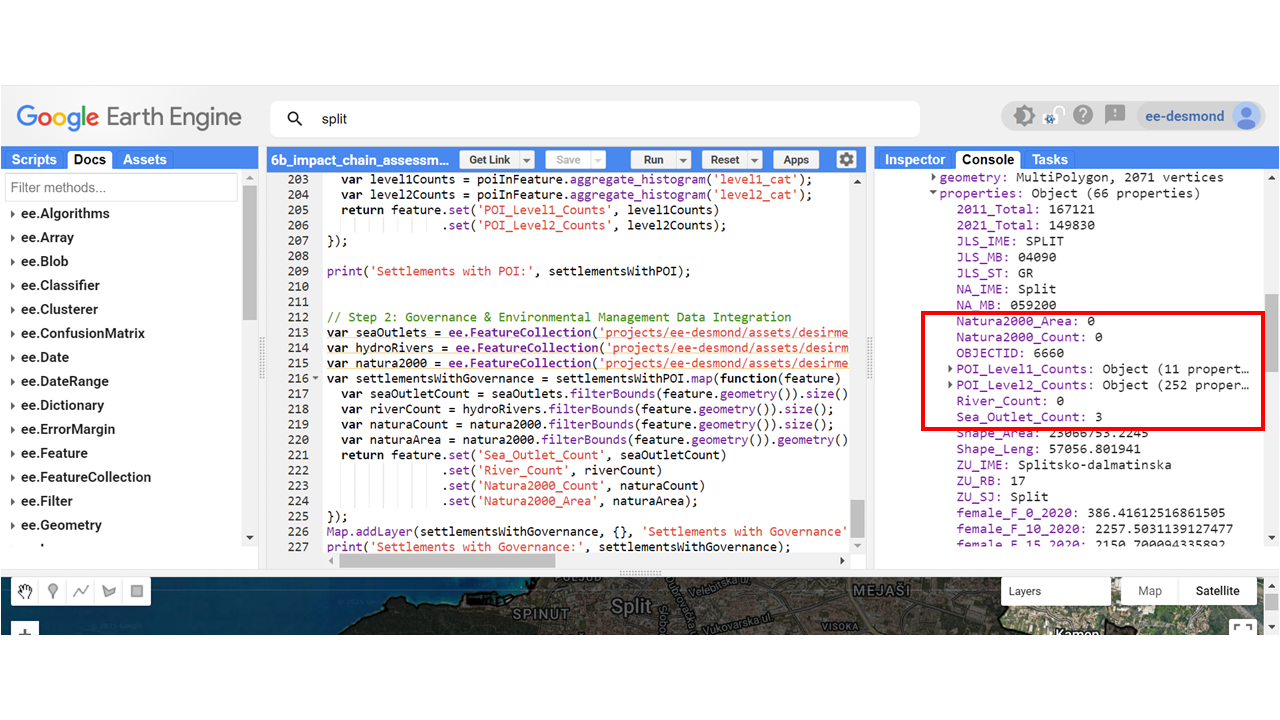 Google Earth Engine
split
ee-desmond
Scripts Docs Assets
Filter methods...
ee.Algorithms
ee.Array
ee.Blob
ee.Classifier
ee.Clusterer
ee.ConfusionMatrix
ee.Date
ee.DateRange
ee.Dictionary
ee.ErrorMargin
ee.Feature
ee.FeatureCollection
ee.Filter
ee.Geometry
6b_impact_chain_assessm... Get Link Save Run Reset Apps
203 var level1Counts = poiInFeature.aggregate_histogram('level1_cat');
204 var level2Counts = poiInFeature.aggregate_histogram('level2_cat');
205 return feature.set('POI_Level1_Counts', level1Counts)
206 .set('POI_Level2_Counts', level2Counts);
207 });
208
209 print('Settlements with POI:', settlementsWithPOI);
210
211
212 // Step 2: Governance & Environmental Management Data Integration
213 var seaOutlets = ee.FeatureCollection('projects/ee-desmond/assets/desirme
214 var hydroRivers = ee.FeatureCollection('projects/ee-desmond/assets/desirm
215 var natura2000 = ee.FeatureCollection('projects/ee-desmond/assets/desirme
216 var settlementsWithGovernance = settlementsWithPOI.map(function(feature)
217 var seaOutletCount = seaOutlets.filterBounds(feature.geometry()).size()
218 var riverCount = hydroRivers.filterBounds(feature.geometry()).size();
219 var naturaCount = natura2000.filterBounds(feature.geometry()).size();
220 var naturaArea = natura2000.filterBounds(feature.geometry()).geometry()
221 return feature.set('Sea_Outlet_Count', seaOutletCount)
222 .set('River_Count', riverCount)
223 .set('Natura2000_Count', naturaCount)
224 .set('Natura2000_Area', naturaArea);
225 });
226 Map.addLayer(settlementsWithGovernance, {}, 'Settlements with Governance'
227 print('Settlements with Governance:', settlementsWithGovernance);
Inspector Console Tasks
geometry: MultiPolygon, 2071 vertices
properties: Object (66 properties)
2011_Total: 167121
2021_Total: 149830
JLS_IME: SPLIT
JLS_MB: 04090
JLS_ST: GR
NA_IME: Split
NA_MB: 059200
Natura2000_Area: 0
Natura2000_Count: 0
OBJECTID: 6660
POI_Level1_Counts: Object (11 propert...
POI_Level2_Counts: Object (252 proper...
River_Count: 0
Sea_Outlet_Count: 3
Shape_Area: 23066753.2245
Shape_Leng: 57056.801941
ZU_IME: Splitsko-dalmatinska
ZU_RB: 17
ZU_SJ: Split
female_F_0_2020: 386.41612516861505
female_F_10_2020: 2257.5031139127477
female_F_15_2020: 2150.700094335892
POLJUD
SPINUT
Split
Velebitska ul.
Dubrovačka ul.
Vukovarska ul.
VISOKA
MEJAŠI
Kamen
Layers
Map Satellite